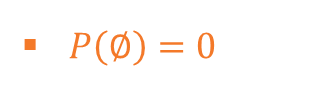 ▪ P(∅) = 0